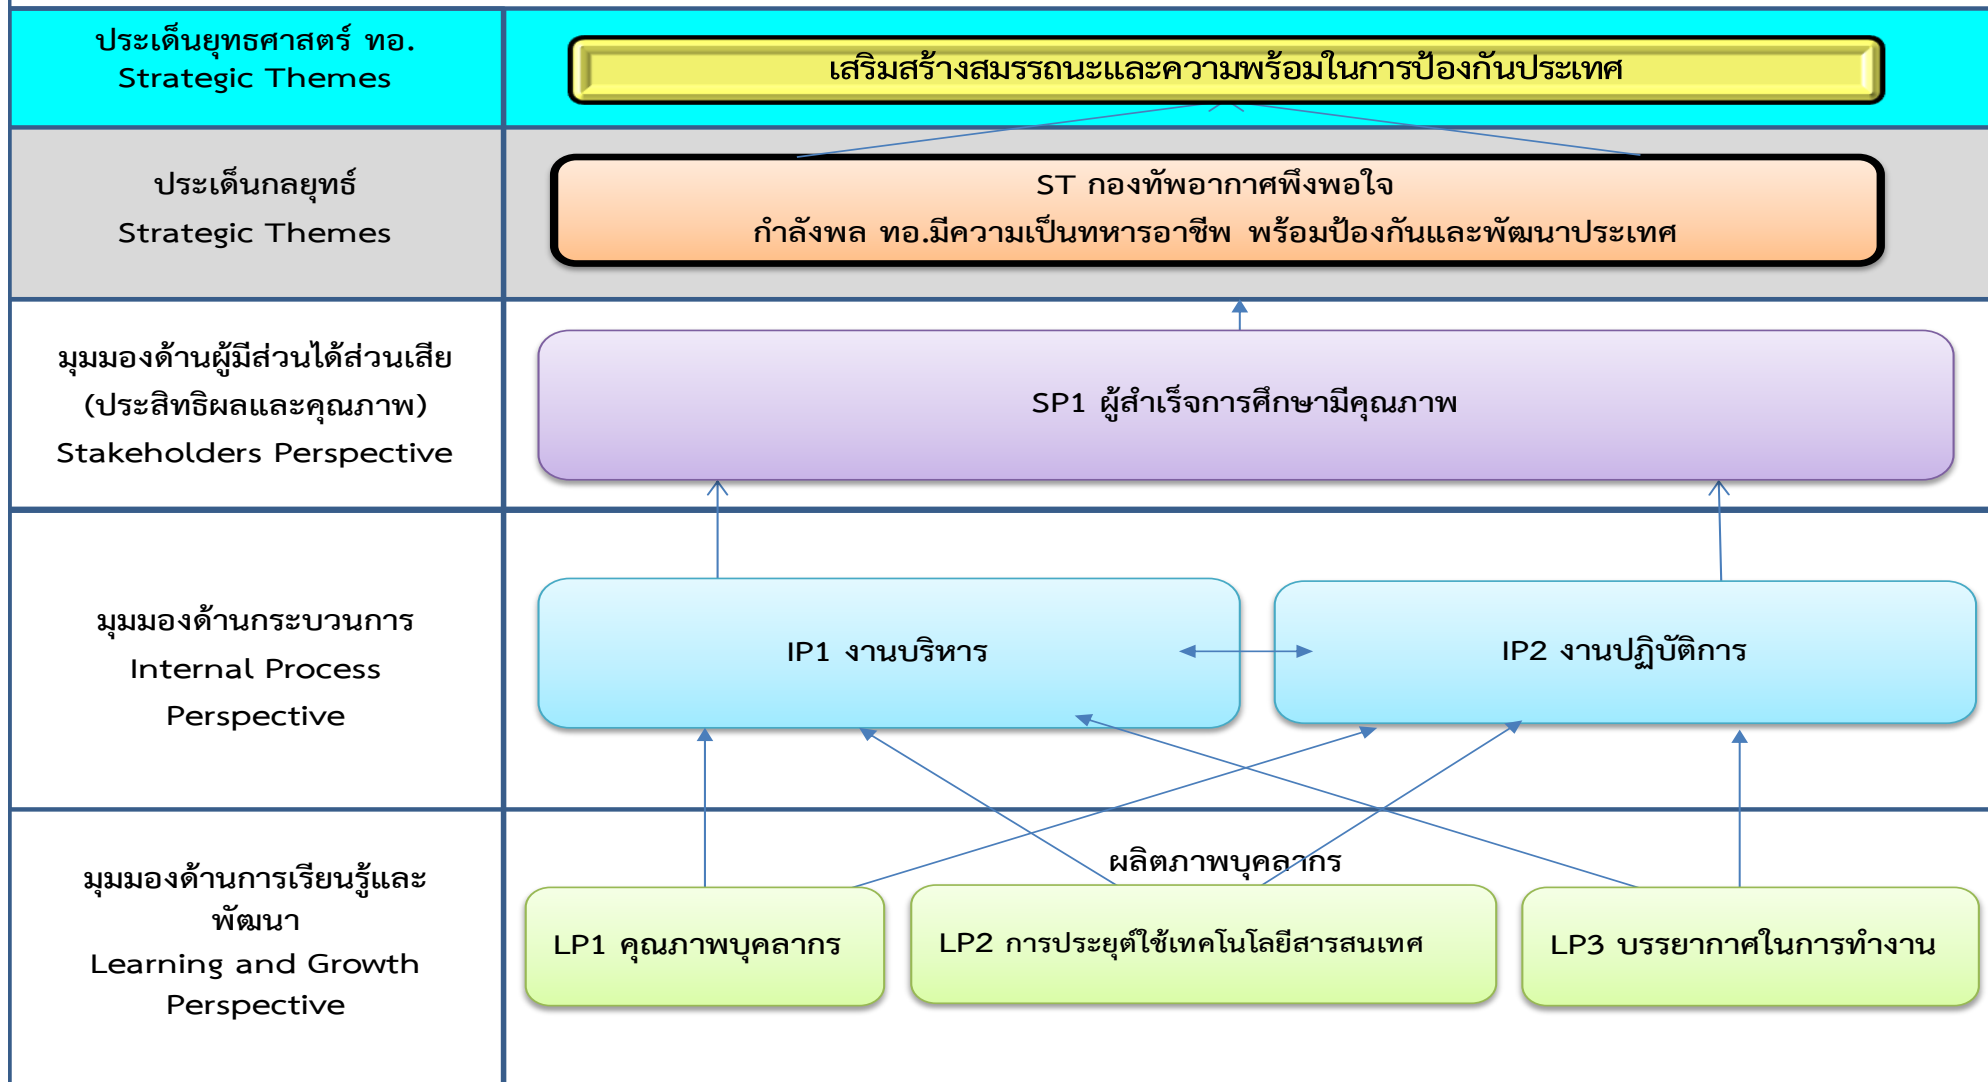 ประเด็นยุทธศาสตร์ ทอ.
Strategic Themes
เสริมสร้างสมรรถนะและความพร้อมในการป้องกันประเทศ
ประเด็นกลยุทธ์
Strategic Themes
ST กองทัพอากาศพึงพอใจ
กำลังพล ทอ.มีความเป็นทหารอาชีพ พร้อมป้องกันและพัฒนาประเทศ
มุมมองด้านผู้มีส่วนได้ส่วนเสีย
(ประสิทธิผลและคุณภาพ)
Stakeholders Perspective
SP1 ผู้สำเร็จการศึกษามีคุณภาพ
มุมมองด้านกระบวนการ
Internal Process
Perspective
IP1 งานบริหาร
IP2 งานปฏิบัติการ
มุมมองด้านการเรียนรู้และ
พัฒนา
Learning and Growth
Perspective
ผลิตภาพบุคลากร
LP1 คุณภาพบุคลากร
LP2 การประยุต์ใช้เทคโนโลยีสารสนเทศ
LP3 บรรยากาศในการทำงาน